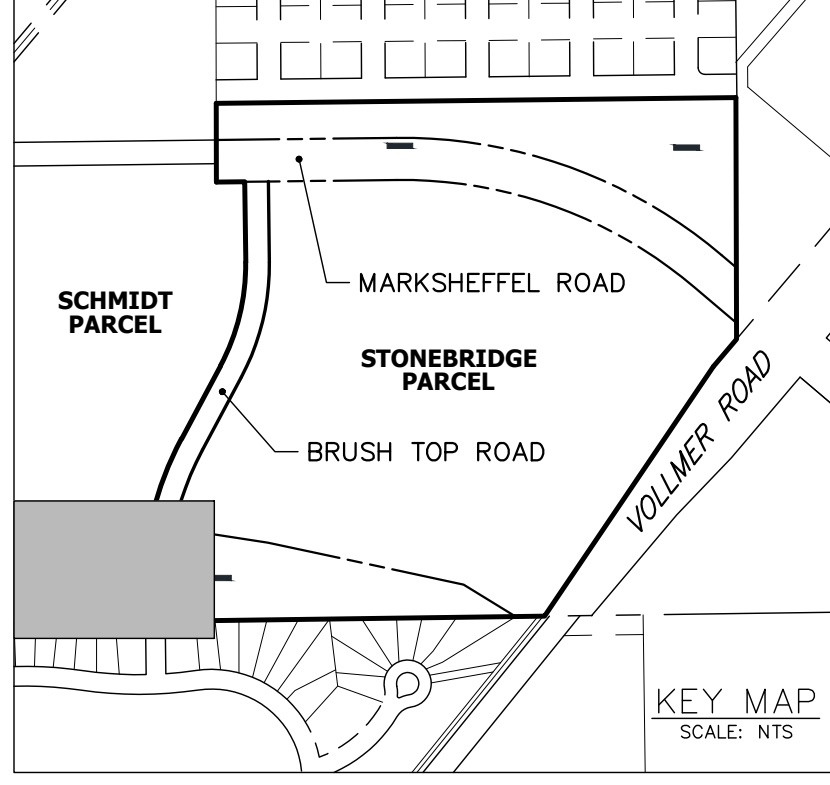 MARKSHEFFEL ROAD
SCHMIDT
PARCEL
STONEBRIDGE
PARCEL
BRUSH TOP ROAD
VOLLMER ROAD
KEY MAP
SCALE: NTS